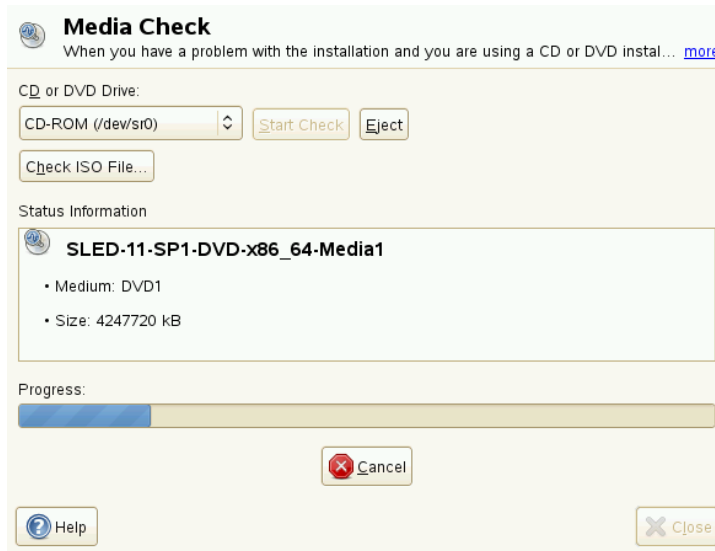 Media Check
When you have a problem with the installation and you are using a CD or DVD instal... more
CD or DVD Drive:
CD-ROM (/dev/sr0)
Start Check
Eject
Check ISO File...
Status Information
SLED-11-SP1-DVD-x86_64-Media1
• Medium: DVD1
• Size: 4247720 kB
Progress:
Cancel
Help
Close